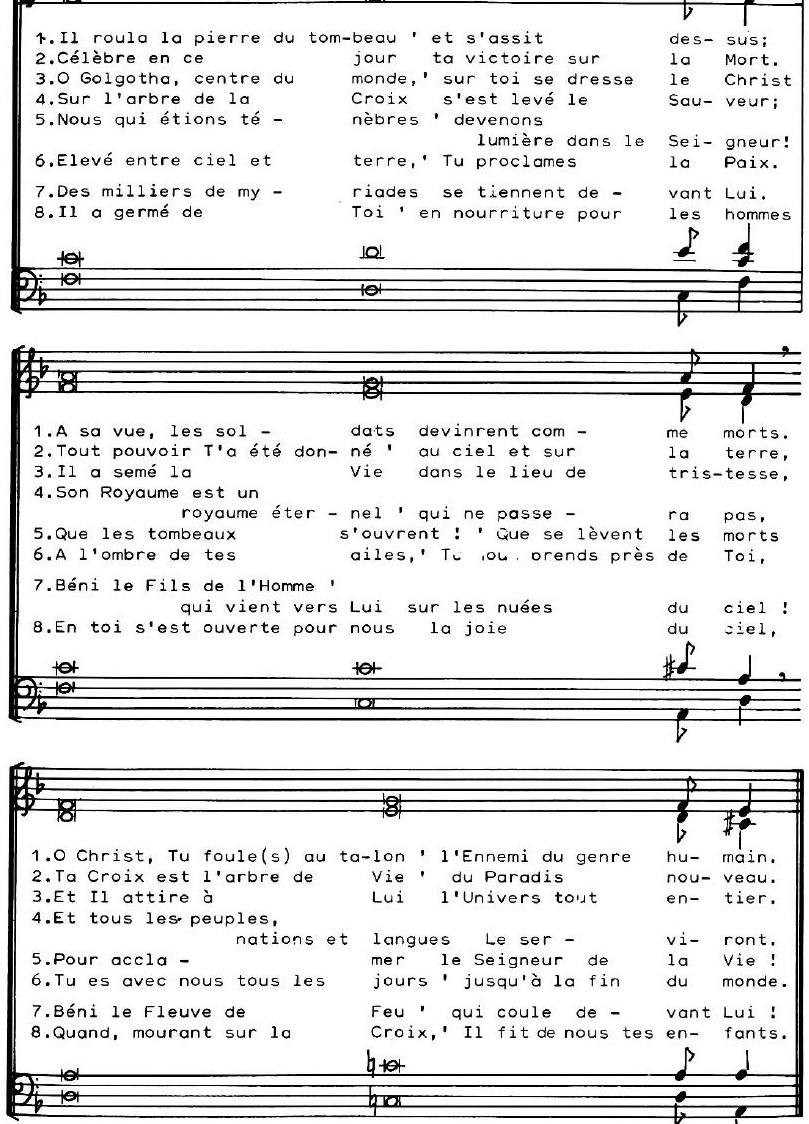 1.Il roula la pierre du tom-beau ' et s'assit des- sus;
2.Célèbre en ce jour ta victoire sur la Mort.
3.O Golgotha, centre du monde,' sur toi se dresse le Christ
4.Sur l'arbre de la Croix s'est levé le Sau- veur;
5.Nous qui étions té - nèbres ' devenons
lumière dans le Sei- gneur!
6.Elevé entre ciel et terre,' Tu proclames la Paix.
7.Des milliers de my - riades se tiennent de - vant Lui.
8.Il a germé de Toi ' en nourriture pour les hommes
1.A sa vue, les sol - dats devinrent com - me morts.
2.Tout pouvoir T'a été don- né ' au ciel et sur la terre,
3.Il a semé la Vie dans le lieu de tris-tesse,
4.Son Royaume est un
royaume éter - nel ' qui ne passe - ra pas,
5.Que les tombeaux s'ouvrent ! ' Que se lèvent les morts
6.A l'ombre de tes ailes,' prends près de Toi,
7.Béni le Fils de l'Homme '
qui vient vers Lui sur les nuées du ciel !
8.En toi s'est ouverte pour nous la joie du ciel,
1.O Christ, Tu foule(s) au ta-lon ' l'Ennemi du genre hu- main.
2.Ta Croix est l'arbre de Vie ' du Paradis nou- veau.
3.Et Il attire à Lui l'Univers tout en- tier.
4.Et tous les peuples,
nations et langues Le ser - vi- ront.
5.Pour accla - mer le Seigneur de la Vie !
6.Tu es avec nous tous les jours ' jusqu'à la fin du monde.
7.Béni le Fleuve de Feu ' qui coule de - vant Lui !
8.Quand, mourant sur la Croix,' Il fit de nous tes en- fants.